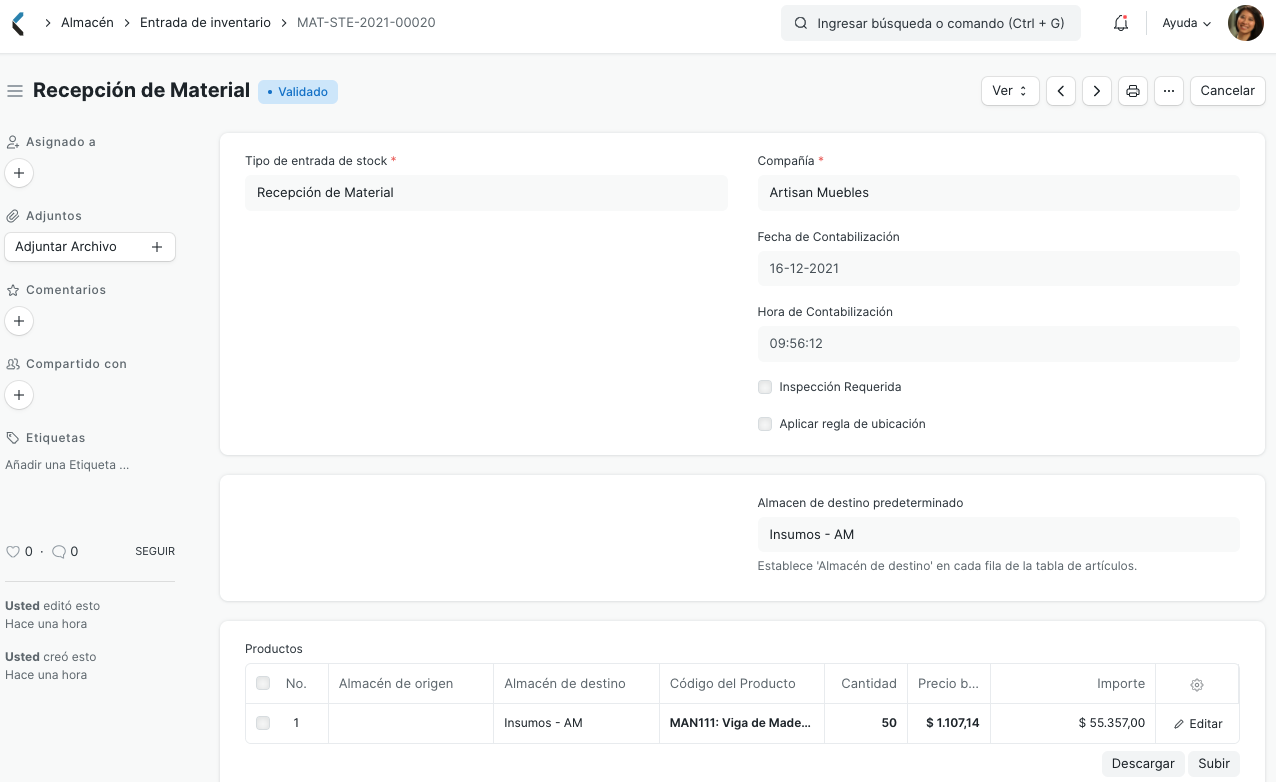 Almacén
Entrada de inventario
MAT-STE-2021-00020
Ingresar búsqueda o comando (Ctrl + G)
Ayuda
Recepción de Material
• Validado
Ver
Cancelar
Asignado a
Adjuntos
Adjuntar Archivo +
Comentarios
Compartido con
Etiquetas
Añadir una Etiqueta ...
0 · 0 SEGUIR
Usted editó esto
Hace una hora
Usted creó esto
Hace una hora
Tipo de entrada de stock *
Recepción de Material
Compañía *
Artisan Muebles
Fecha de Contabilización
16-12-2021
Hora de Contabilización
09:56:12
Inspección Requerida
Aplicar regla de ubicación
Almacen de destino predeterminado
Insumos - AM
Establece 'Almacén de destino' en cada fila de la tabla de artículos.
Productos
No. Almacén de origen Almacén de destino Código del Producto Cantidad Precio b... Importe
1 Insumos - AM MAN111: Viga de Made... 50 $ 1.107,14 $ 55.357,00 Editar
Descargar Subir